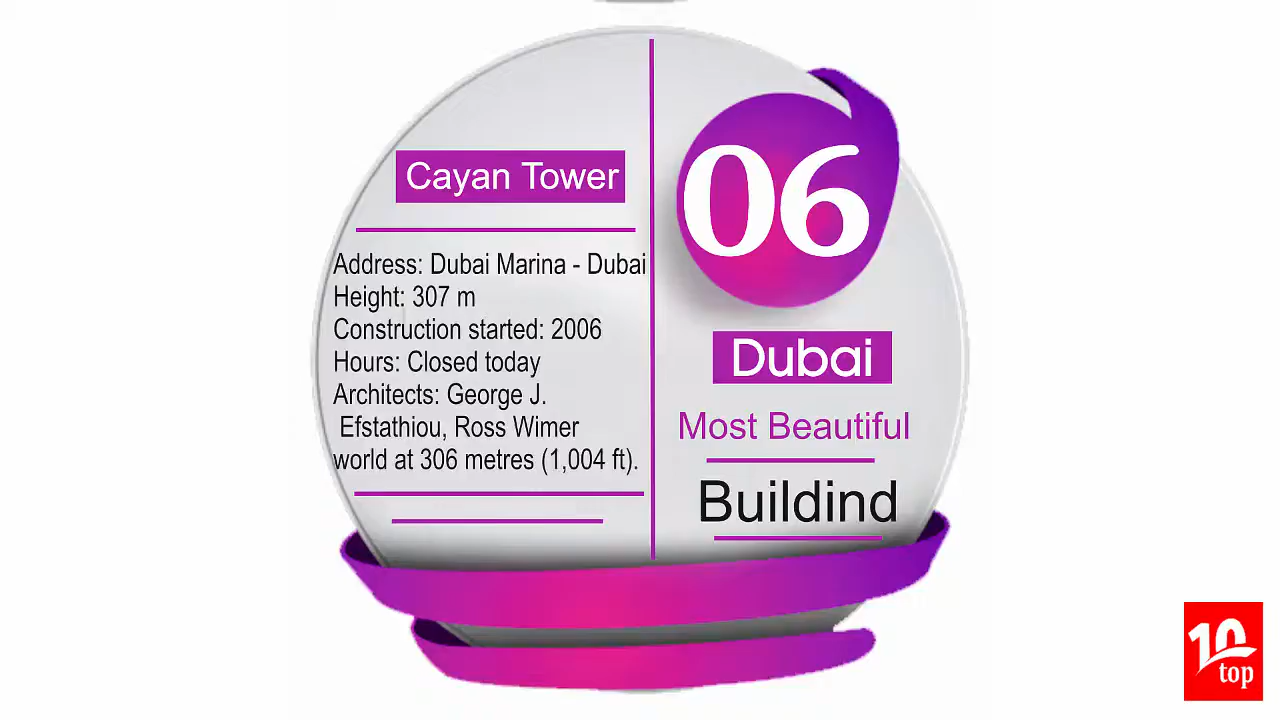 Cayan Tower
Address: Dubai Marina - Dubai
Height: 307 m
Construction started: 2006
Hours: Closed today
Architects: George J.
Efstathiou, Ross Wimer
world at 306 metres (1,004 ft).
06
Dubai
Most Beautiful
Buildind
10
top